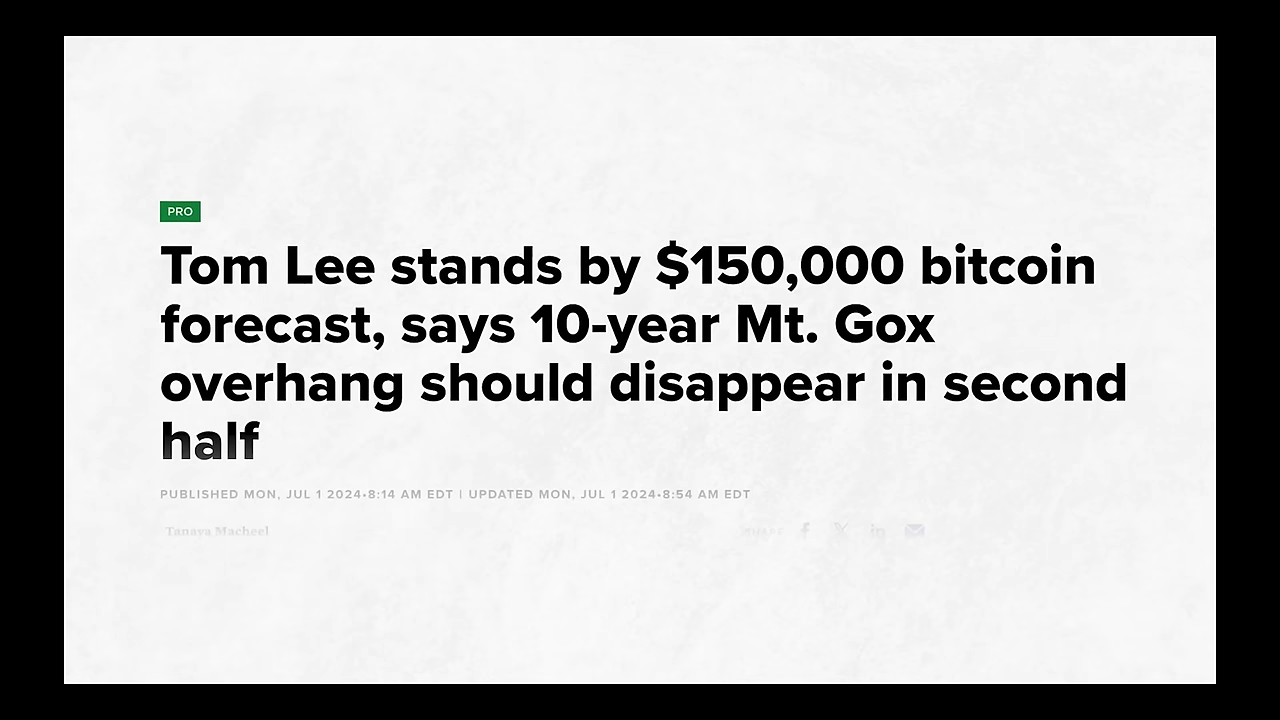 PRO
Tom Lee stands by $150,000 bitcoin
forecast, says 10-year Mt. Gox
overhang should disappear in second
half
PUBLISHED MON, JUL 1 2024•8:14 AM EDT | UPDATED MON, JUL 1 2024•8:54 AM EDT
Tanaya Macheel